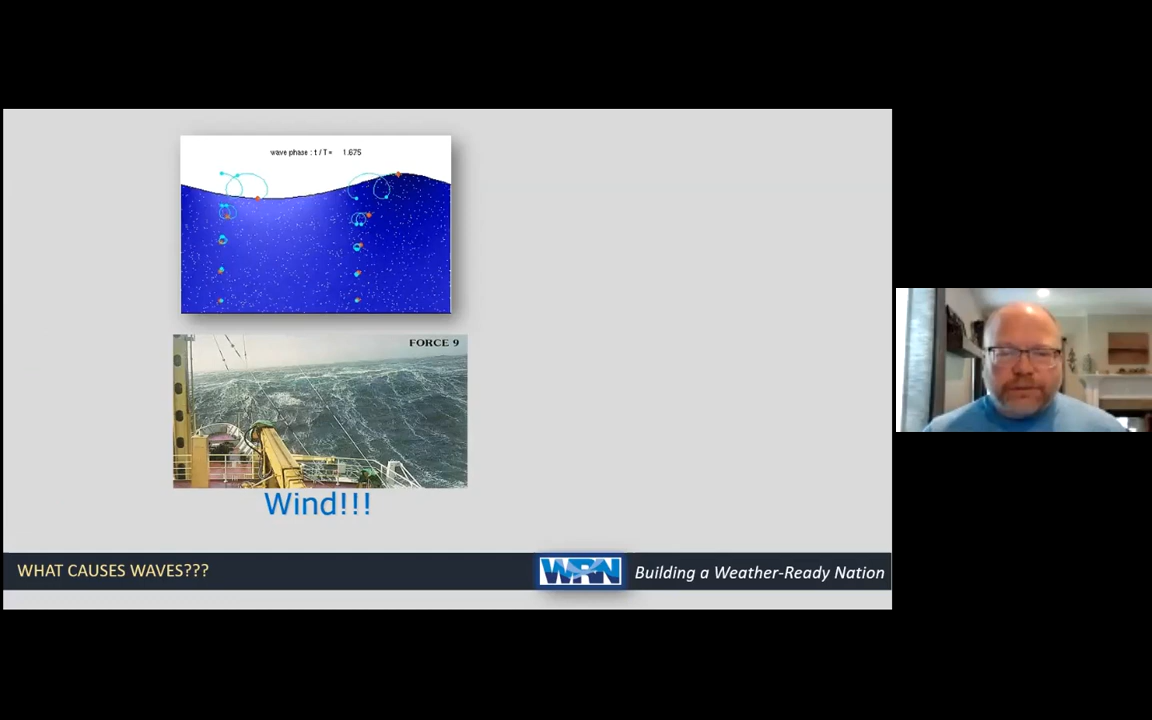 wave phase : t / T = 1.675
FORCE 9
Wind!!!
WHAT CAUSES WAVES???
WRN
Building a Weather-Ready Nation